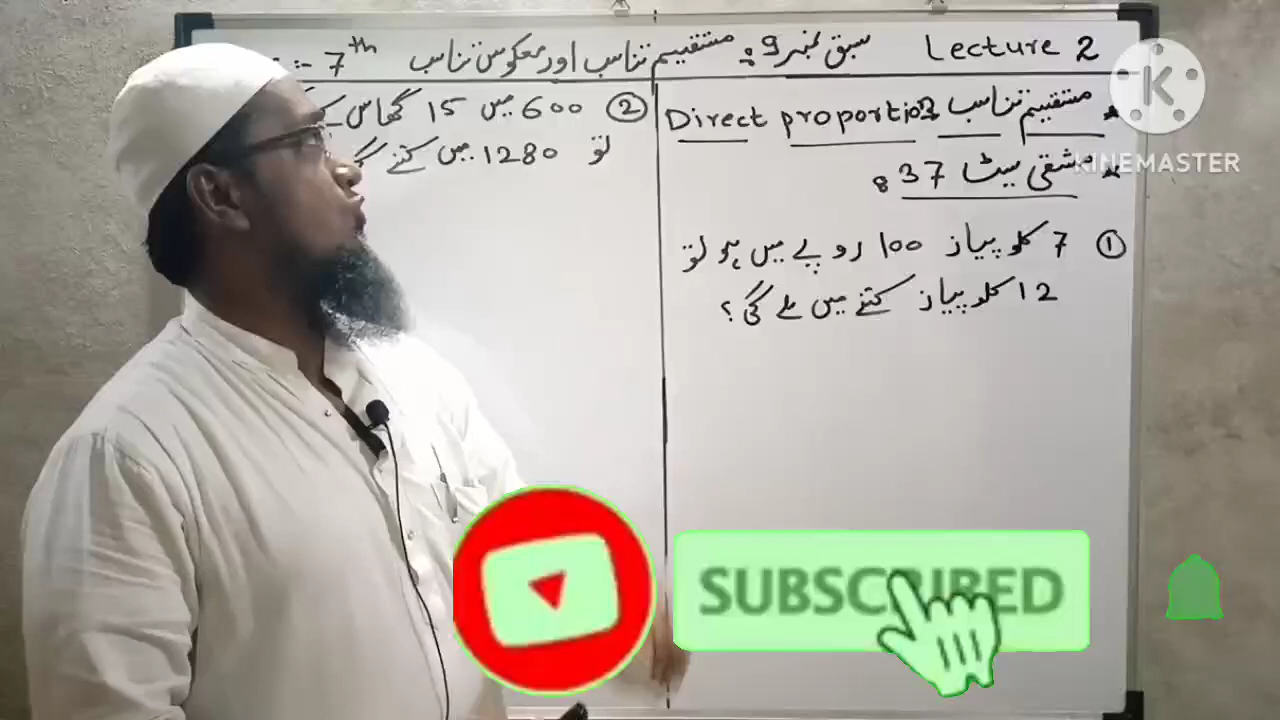 Lecture 2 سبق نمبر 9: مستقیم تناسب اور معکوس تناسب 7th :-
* مستقیم تناسب Direct proportion
* مشقی سیٹ 37:
① 7 کلو پیاز 100 روپے میں ہو تو
12 کلو پیاز کتنے میں ملے گی؟
② 600 میں 15 گھاس کے
تو 1280 میں کتنے
KINEMASTER
SUBSCRIBED